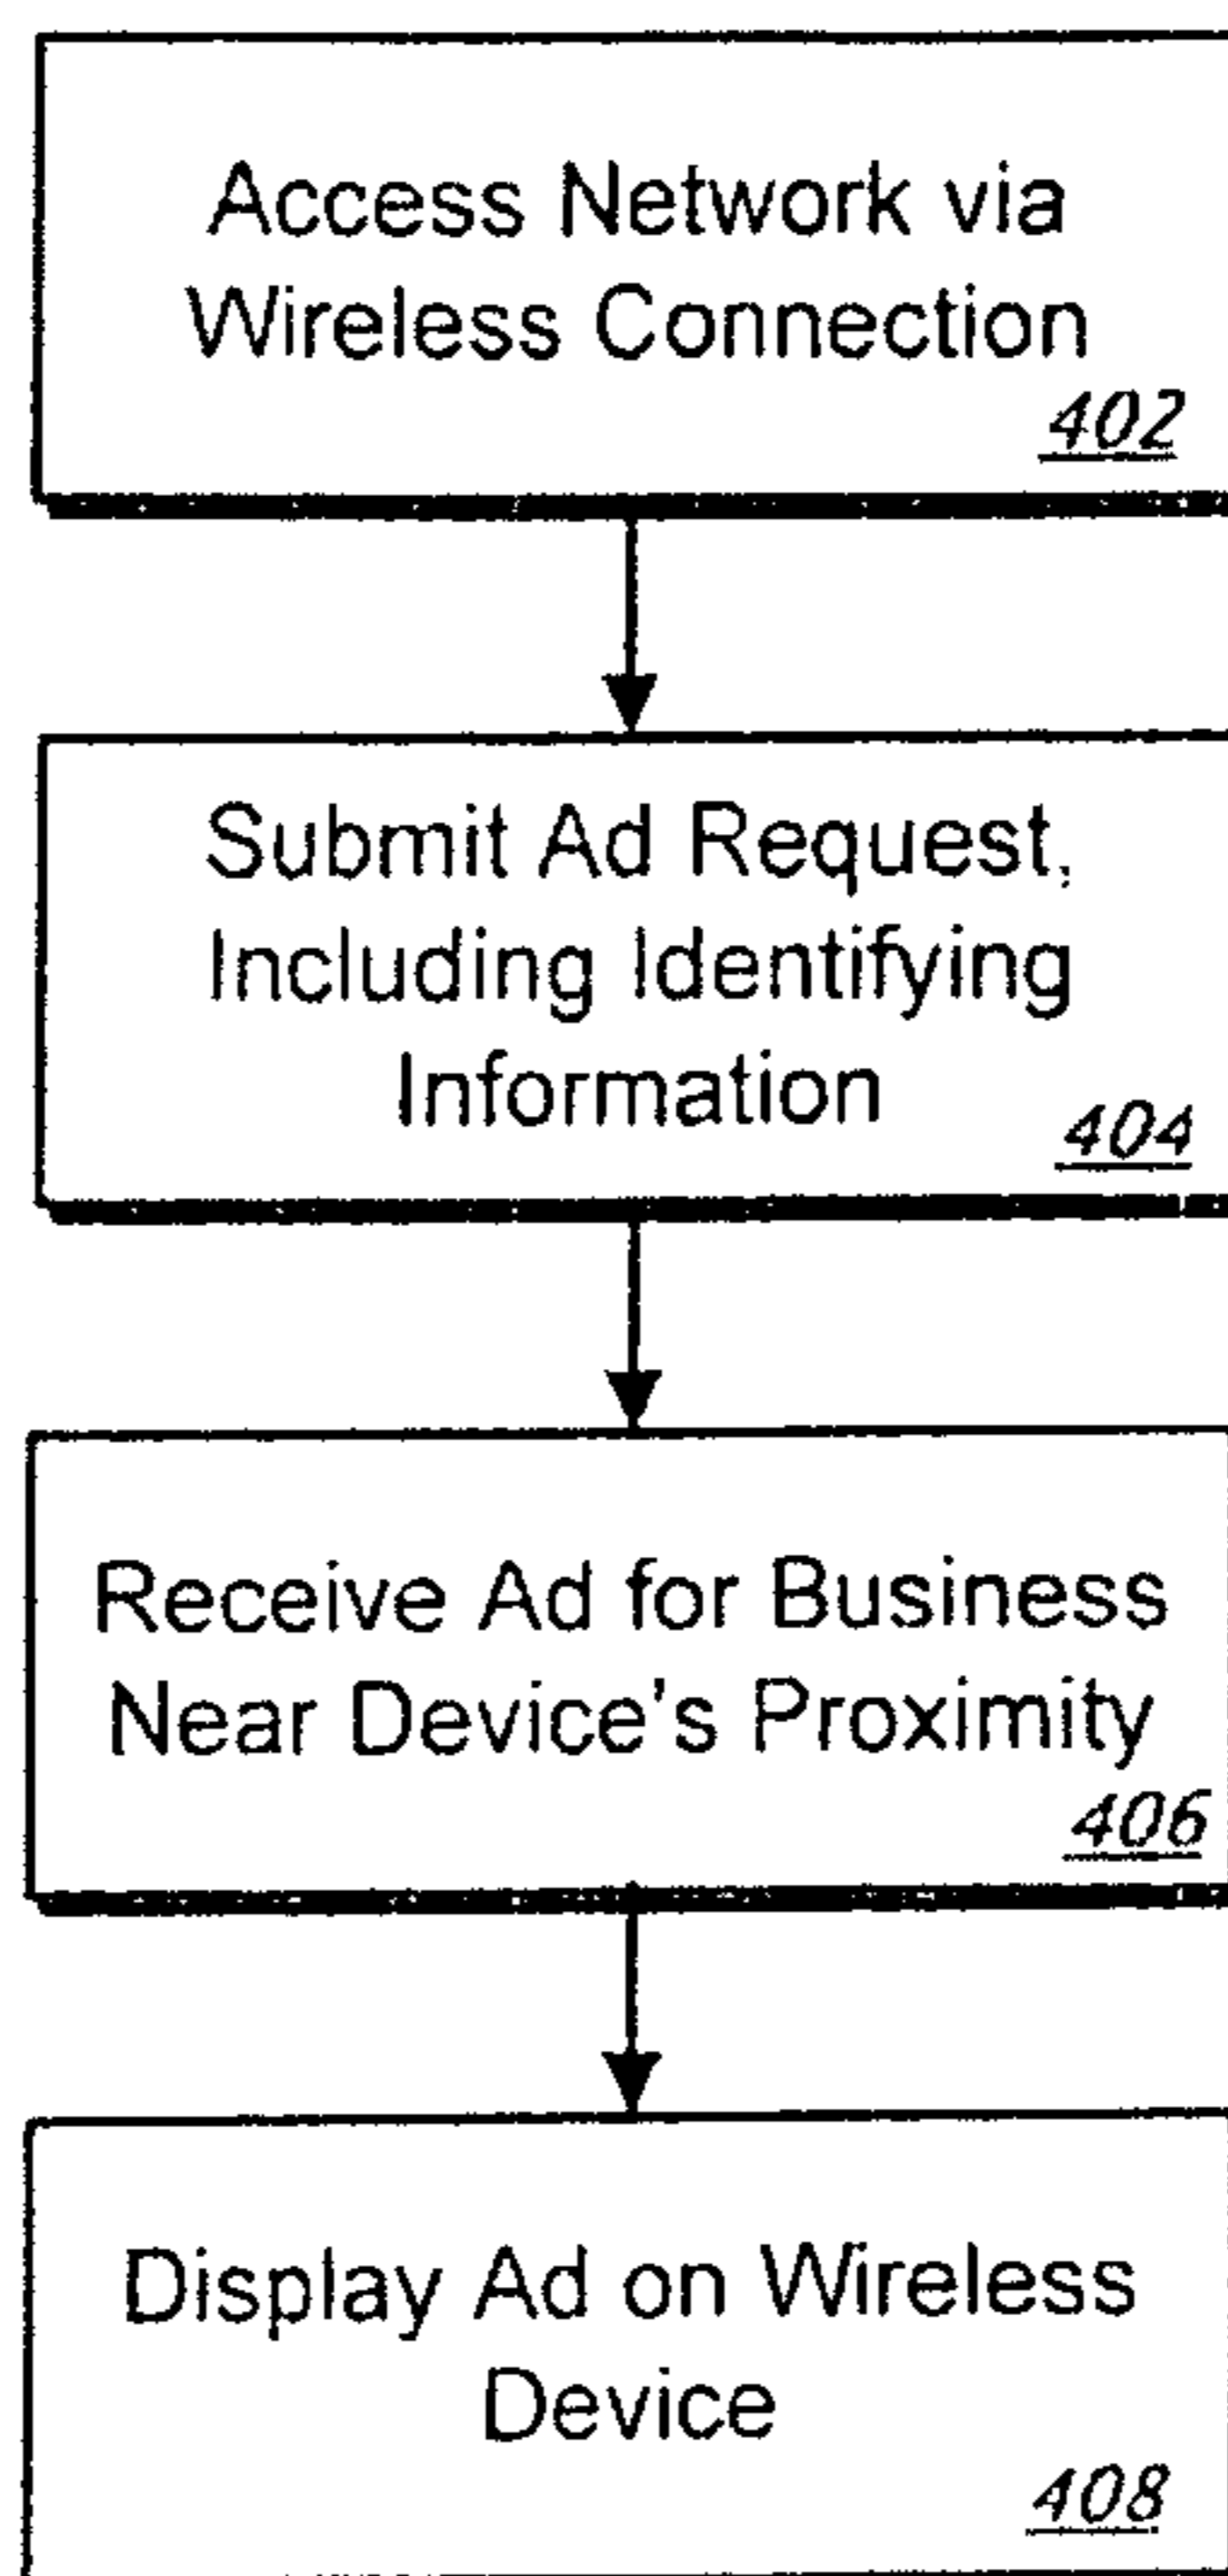 Access Network via
Wireless Connection
402
Submit Ad Request,
Including Identifying
Information
404
Receive Ad for Business
Near Device's Proximity
406
Display Ad on Wireless
Device
408